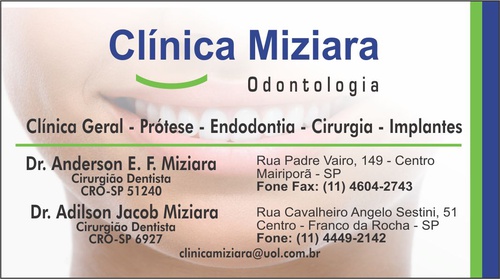 Clínica Miziara
Odontologia
Clínica Geral - Prótese - Endodontia - Cirurgia - Implantes
Dr. Anderson E. F. Miziara
Cirurgião Dentista
CRO-SP 51240
Rua Padre Vairo, 149 - Centro
Mairiporã - SP
Fone Fax: (11) 4604-2743
Dr. Adilson Jacob Miziara
Cirurgião Dentista
CRO-SP 6927
Rua Cavalheiro Angelo Sestini, 51
Centro - Franco da Rocha - SP
Fone: (11) 4449-2142
clinicamiziara@uol.com.br